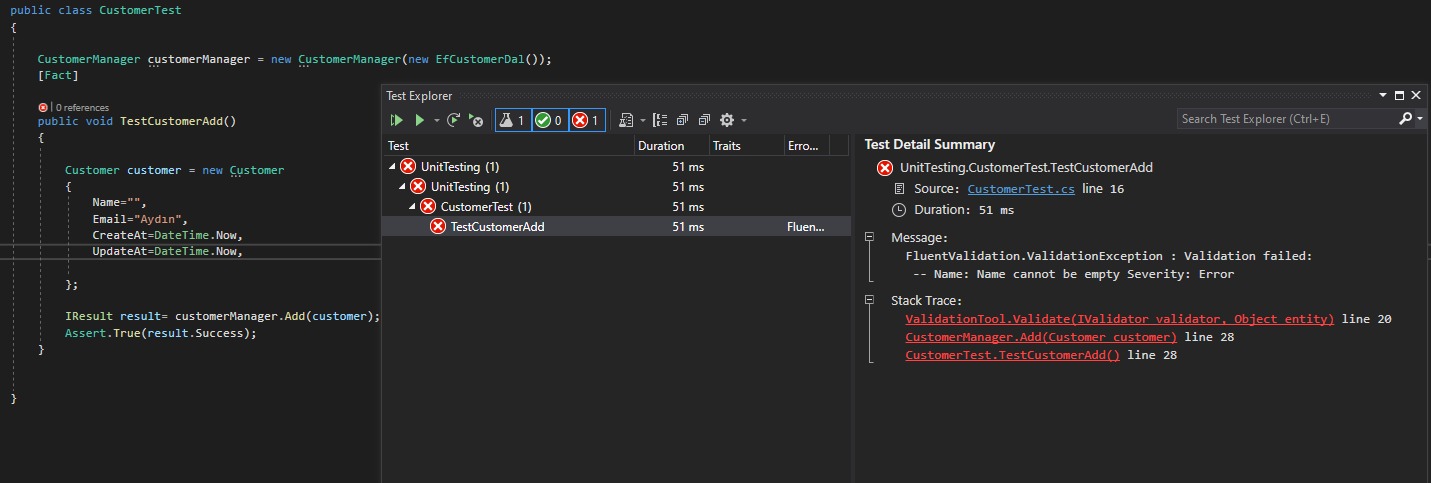 public class CustomerTest
{
CustomerManager customerManager = new CustomerManager(new EfCustomerDal());
[Fact]
| 0 references
public void TestCustomerAdd()
{
Customer customer = new Customer
{
Name="",
Email="Aydın",
CreateAt=DateTime.Now,
UpdateAt=DateTime.Now,
};
IResult result= customerManager.Add(customer);
Assert.True(result.Success);
}
}
Test Explorer
1 0 1
Search Test Explorer (Ctrl+E)
Test Duration Traits Erro...
UnitTesting (1) 51 ms
UnitTesting (1) 51 ms
CustomerTest (1) 51 ms
TestCustomerAdd 51 ms Fluen...
Test Detail Summary
UnitTesting.CustomerTest.TestCustomerAdd
Source: CustomerTest.cs line 16
Duration: 51 ms
Message:
FluentValidation.ValidationException : Validation failed:
-- Name: Name cannot be empty Severity: Error
Stack Trace:
ValidationTool.Validate(IValidator validator, Object entity) line 20
CustomerManager.Add(Customer customer) line 28
CustomerTest.TestCustomerAdd() line 28